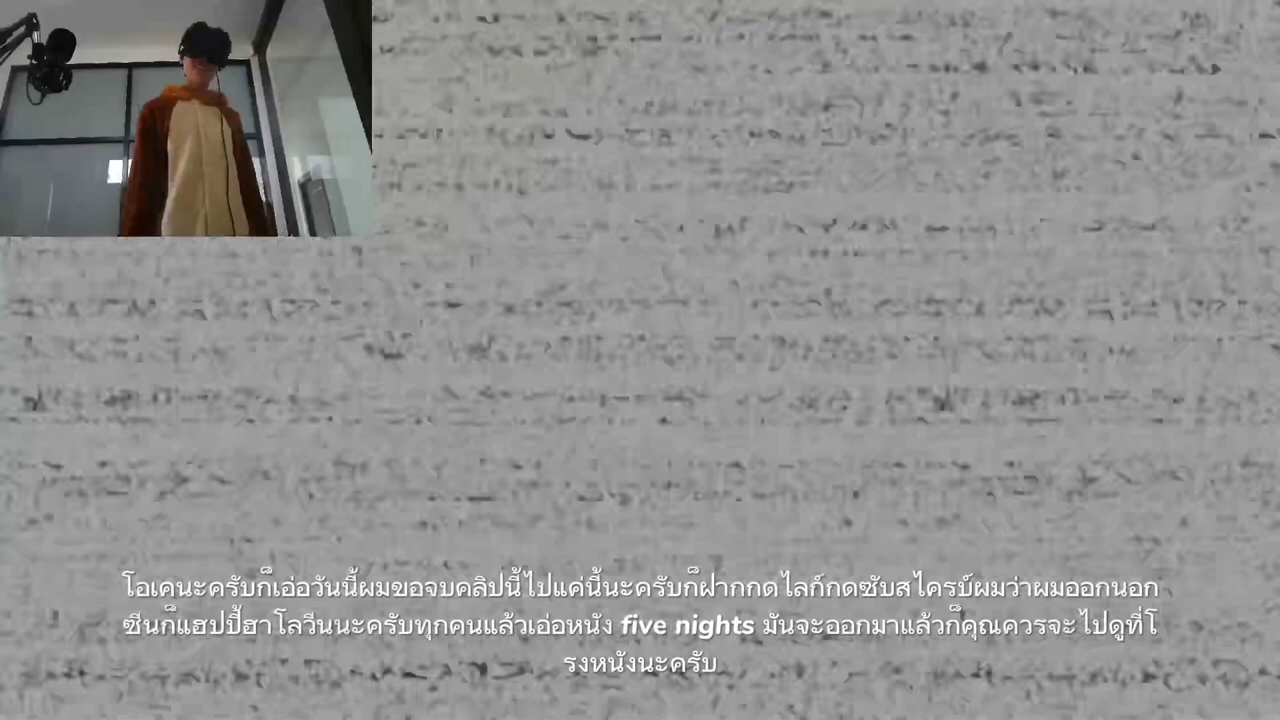 โอเคนะครับก็เอ่อวันนี้ผมขอจบคลิปนี้ไปแค่นี้นะครับก็ฝากกดไลก์กดซับสไครบ์ผมว่าผมออกนอก
ซีนก็แฮปปี้ฮาโลวีนนะครับทุกคนแล้วเอ่อหนัง five nights มันจะออกมาแล้วก็คุณควรจะไปดูที่โ
รงหนังนะครับ